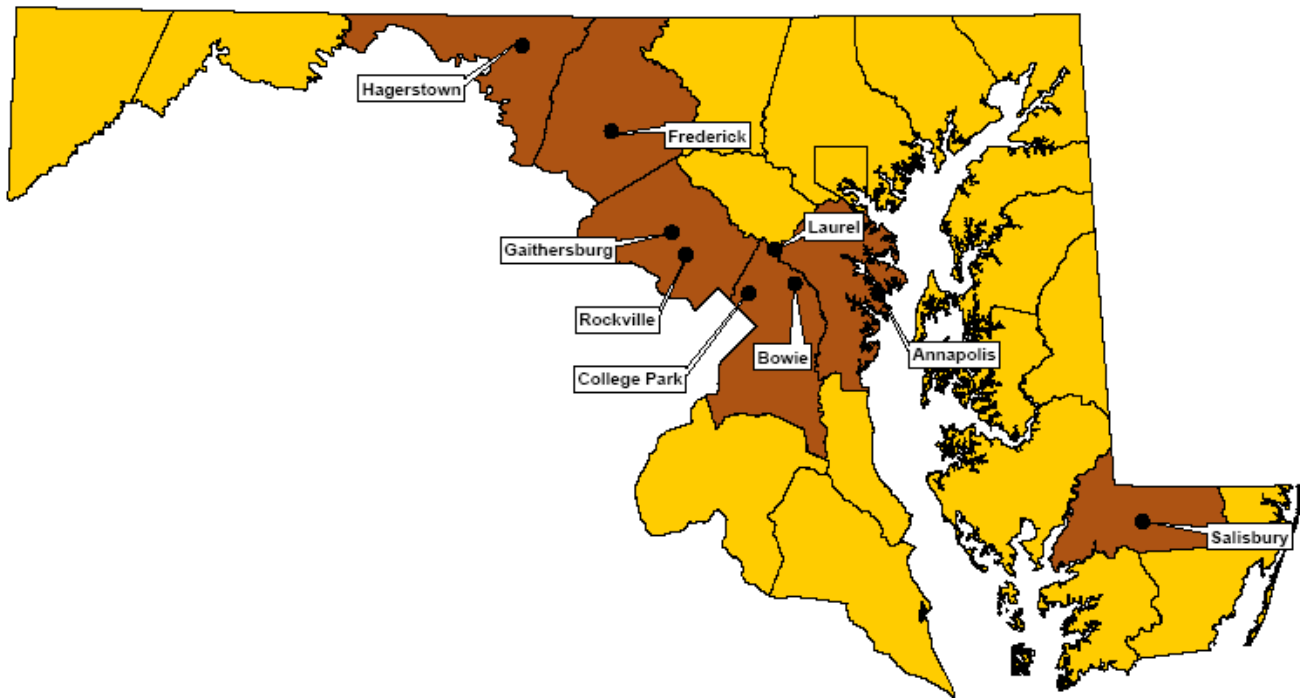 Hagerstown
Frederick
Laurel
Gaithersburg
Rockville
Bowie
Annapolis
College Park
Salisbury